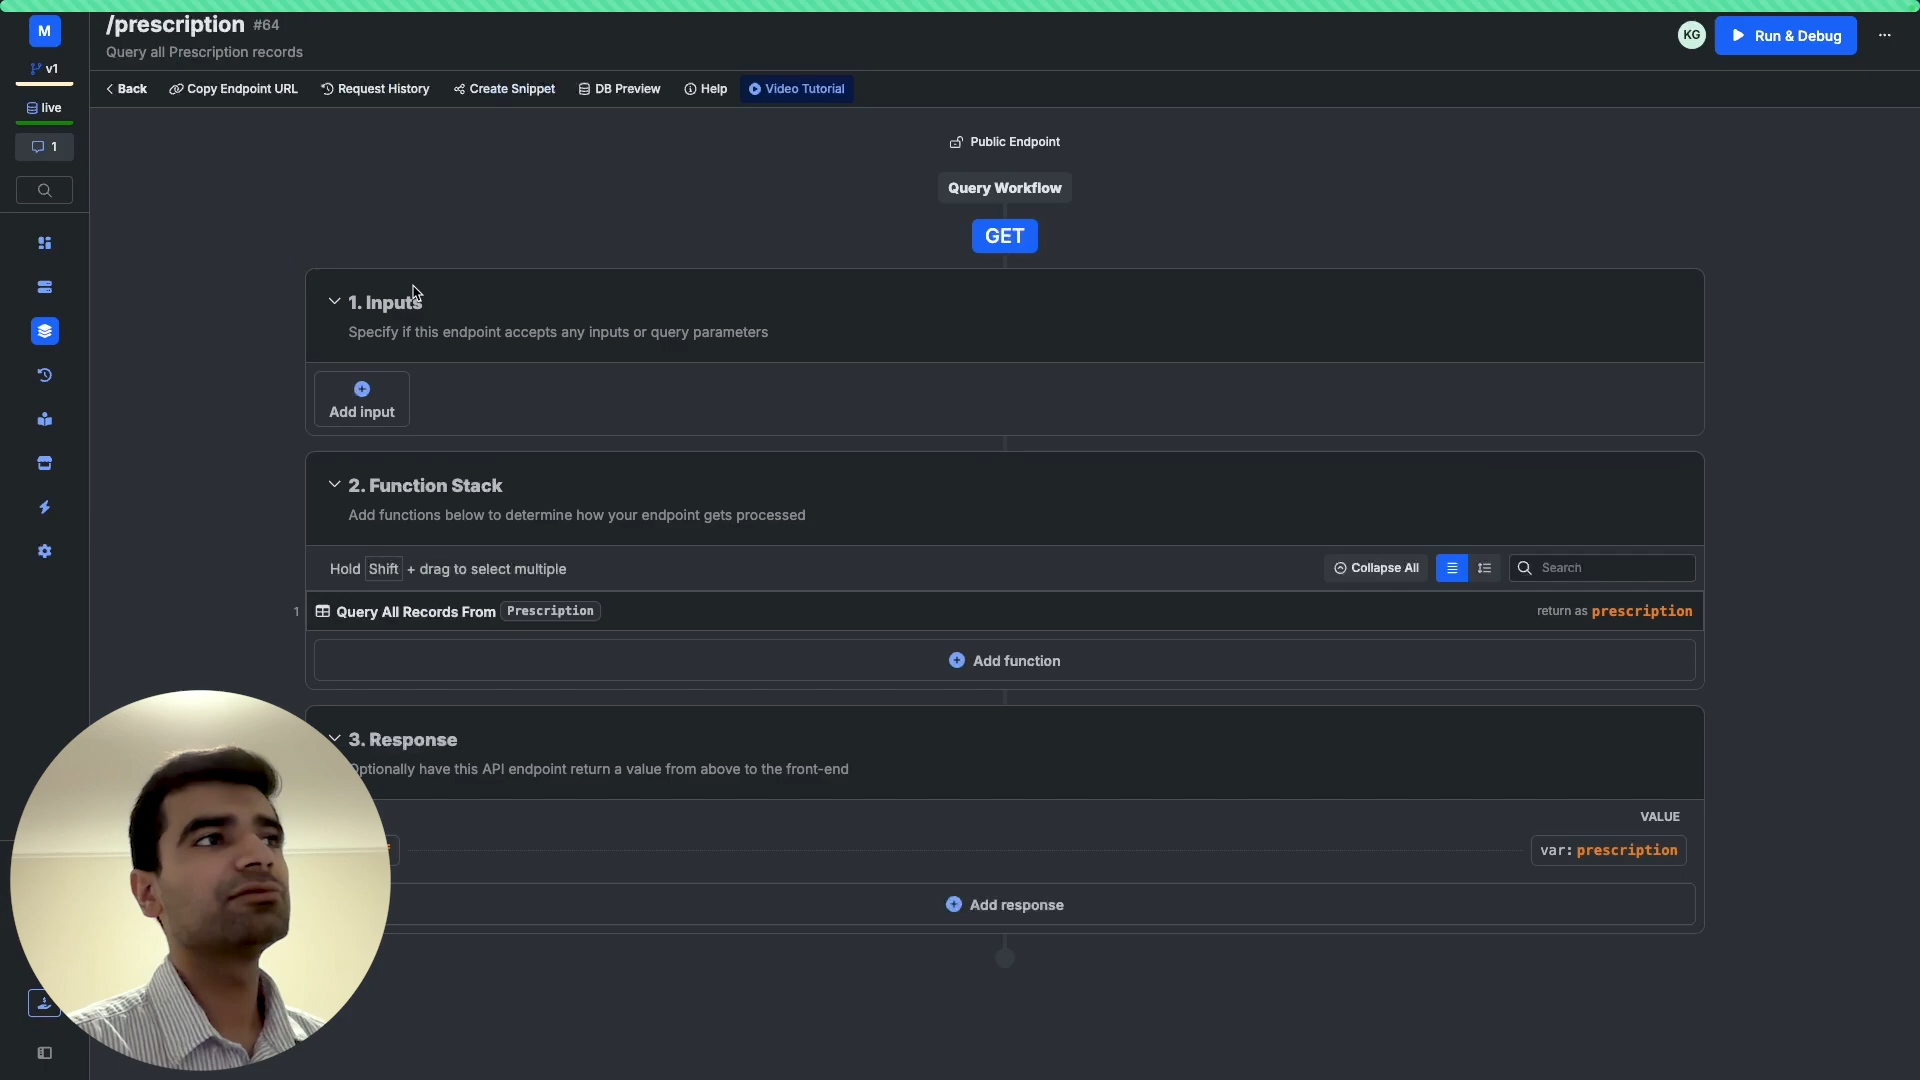 M
/prescription #64
Query all Prescription records
KG
Run & Debug
v1
live
1
Back
Copy Endpoint URL
Request History
Create Snippet
DB Preview
Help
Video Tutorial
Public Endpoint
Query Workflow
GET
1. Inputs
Specify if this endpoint accepts any inputs or query parameters
Add input
2. Function Stack
Add functions below to determine how your endpoint gets processed
Hold Shift + drag to select multiple
Collapse All
Search
1 Query All Records From Prescription
return as prescription
Add function
3. Response
Optionally have this API endpoint return a value from above to the front-end
VALUE
var: prescription
Add response